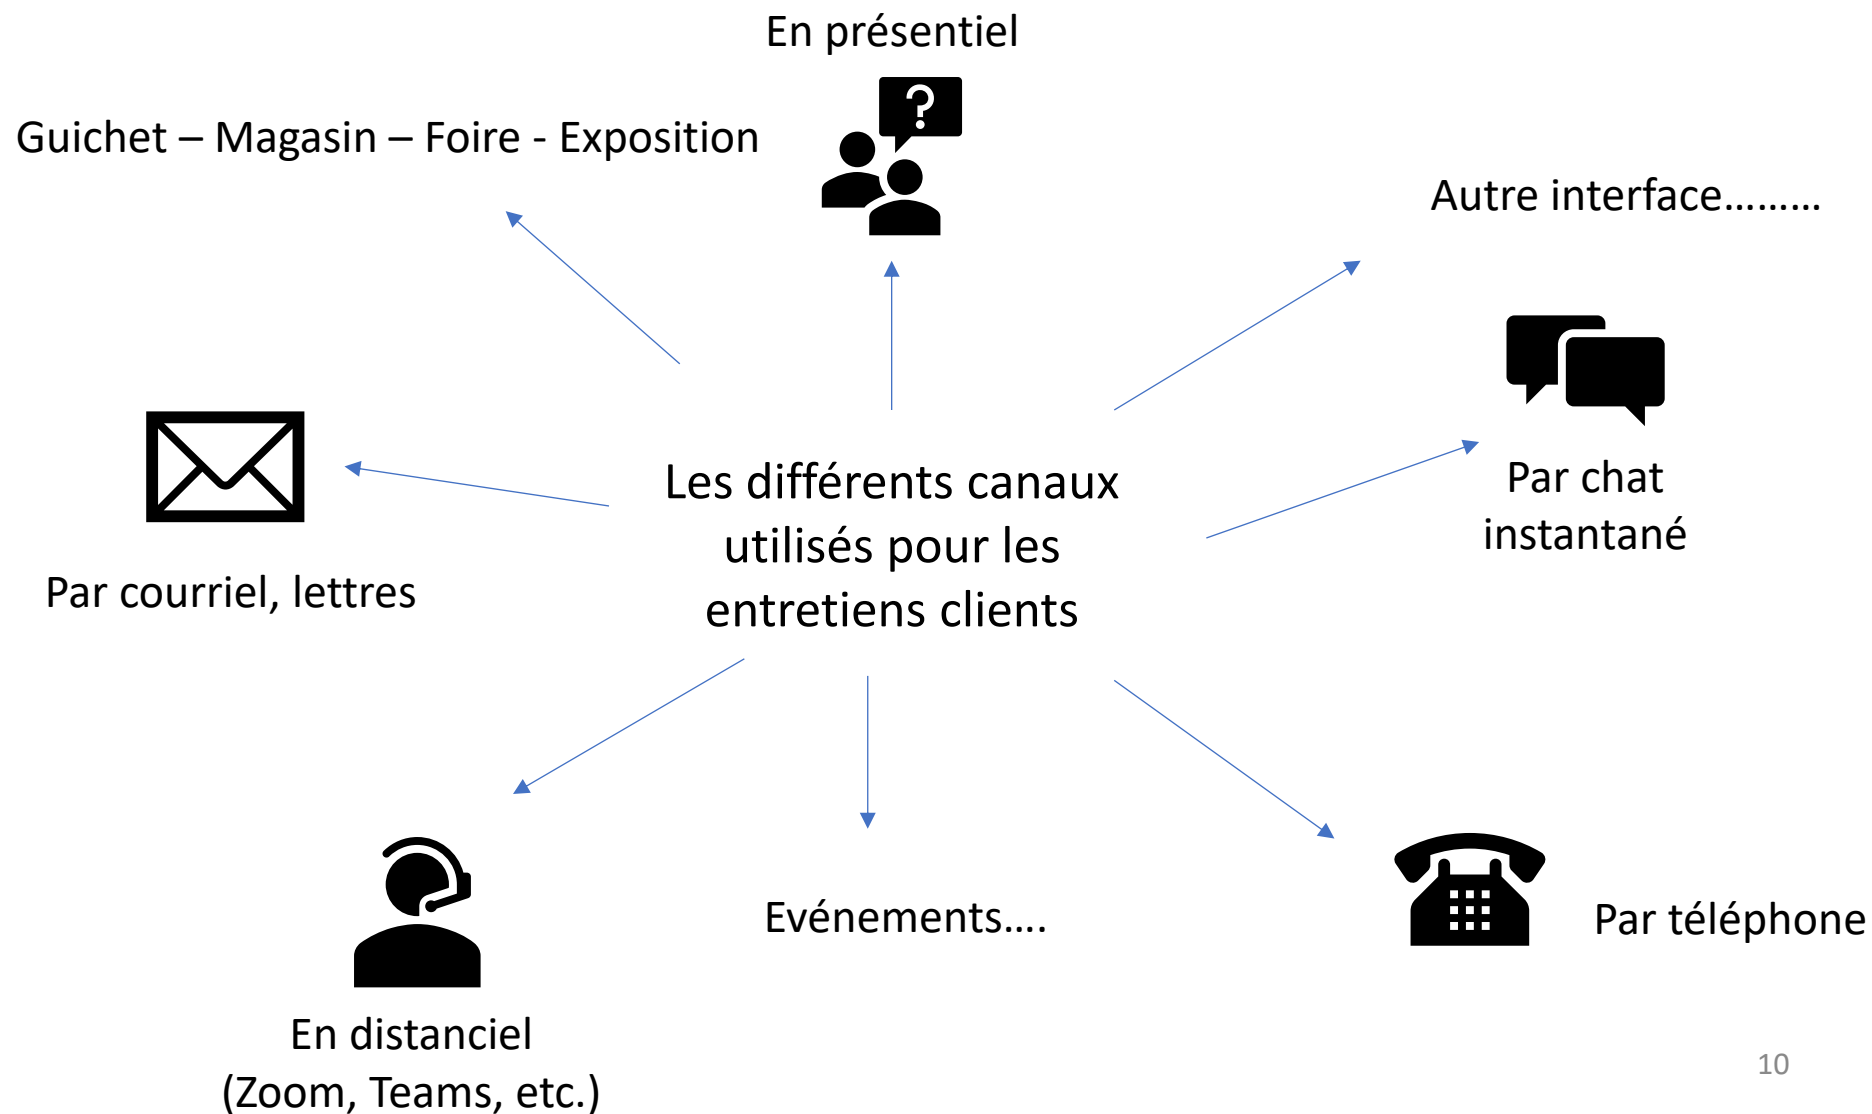 En présentiel
?
Guichet – Magasin – Foire - Exposition
Autre interface………
Les différents canaux
utilisés pour les
entretiens clients
Par chat
instantané
Par courriel, lettres
Evénements….
Par téléphone
En distanciel
(Zoom, Teams, etc.)
10